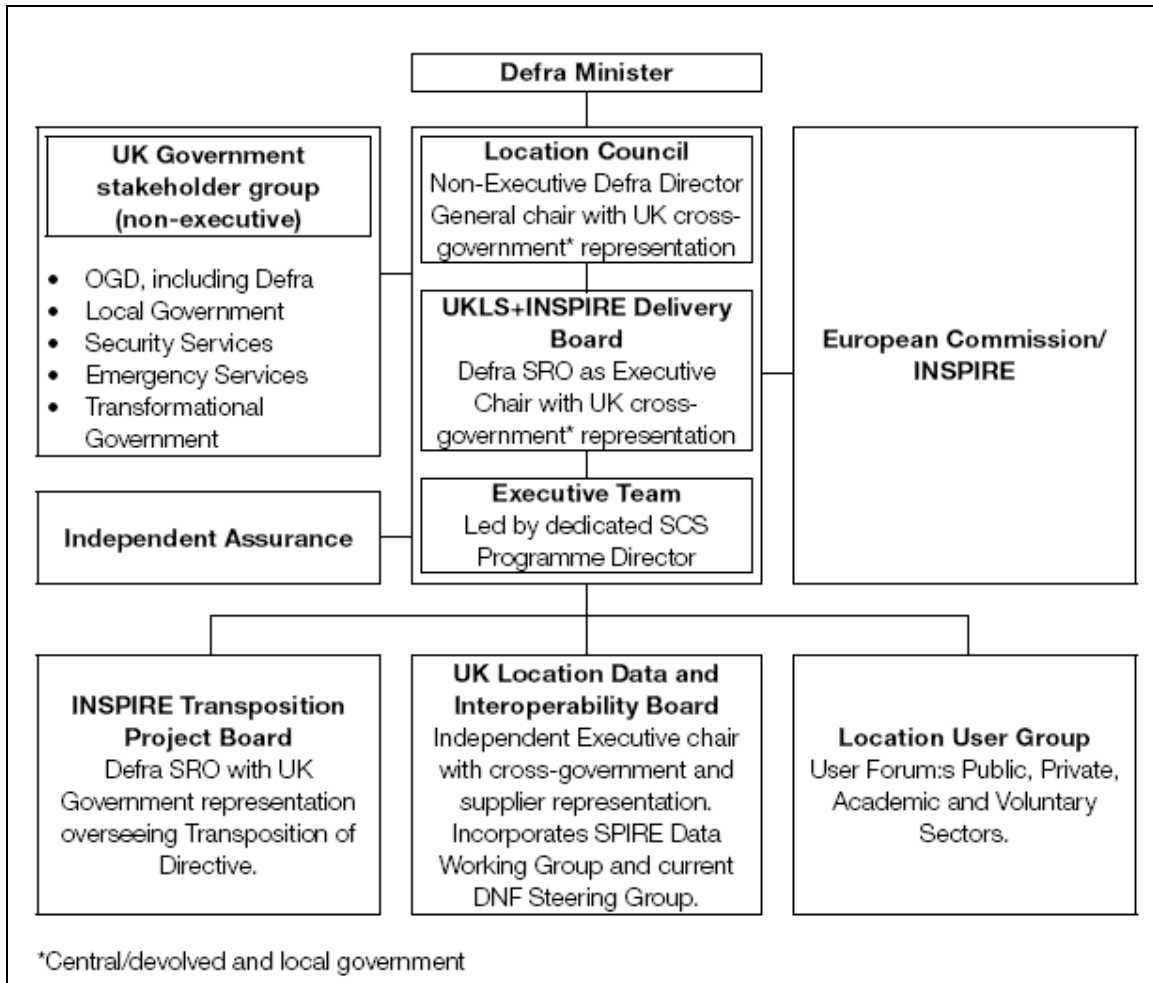 Defra Minister
UK Government
stakeholder group
(non-executive)
• OGD, including Defra
• Local Government
• Security Services
• Emergency Services
• Transformational
Government
Location Council
Non-Executive Defra Director
General chair with UK cross-
government* representation
UKLS+INSPIRE Delivery
Board
Defra SRO as Executive
Chair with UK cross-
government* representation
Executive Team
Led by dedicated SCS
Programme Director
European Commission/
INSPIRE
Independent Assurance
INSPIRE Transposition
Project Board
Defra SRO with UK
Government representation
overseeing Transposition of
Directive.
UK Location Data and
Interoperability Board
Independent Executive chair
with cross-government and
supplier representation.
Incorporates SPIRE Data
Working Group and current
DNF Steering Group.
Location User Group
User Forum:s Public, Private,
Academic and Voluntary
Sectors.
*Central/devolved and local government